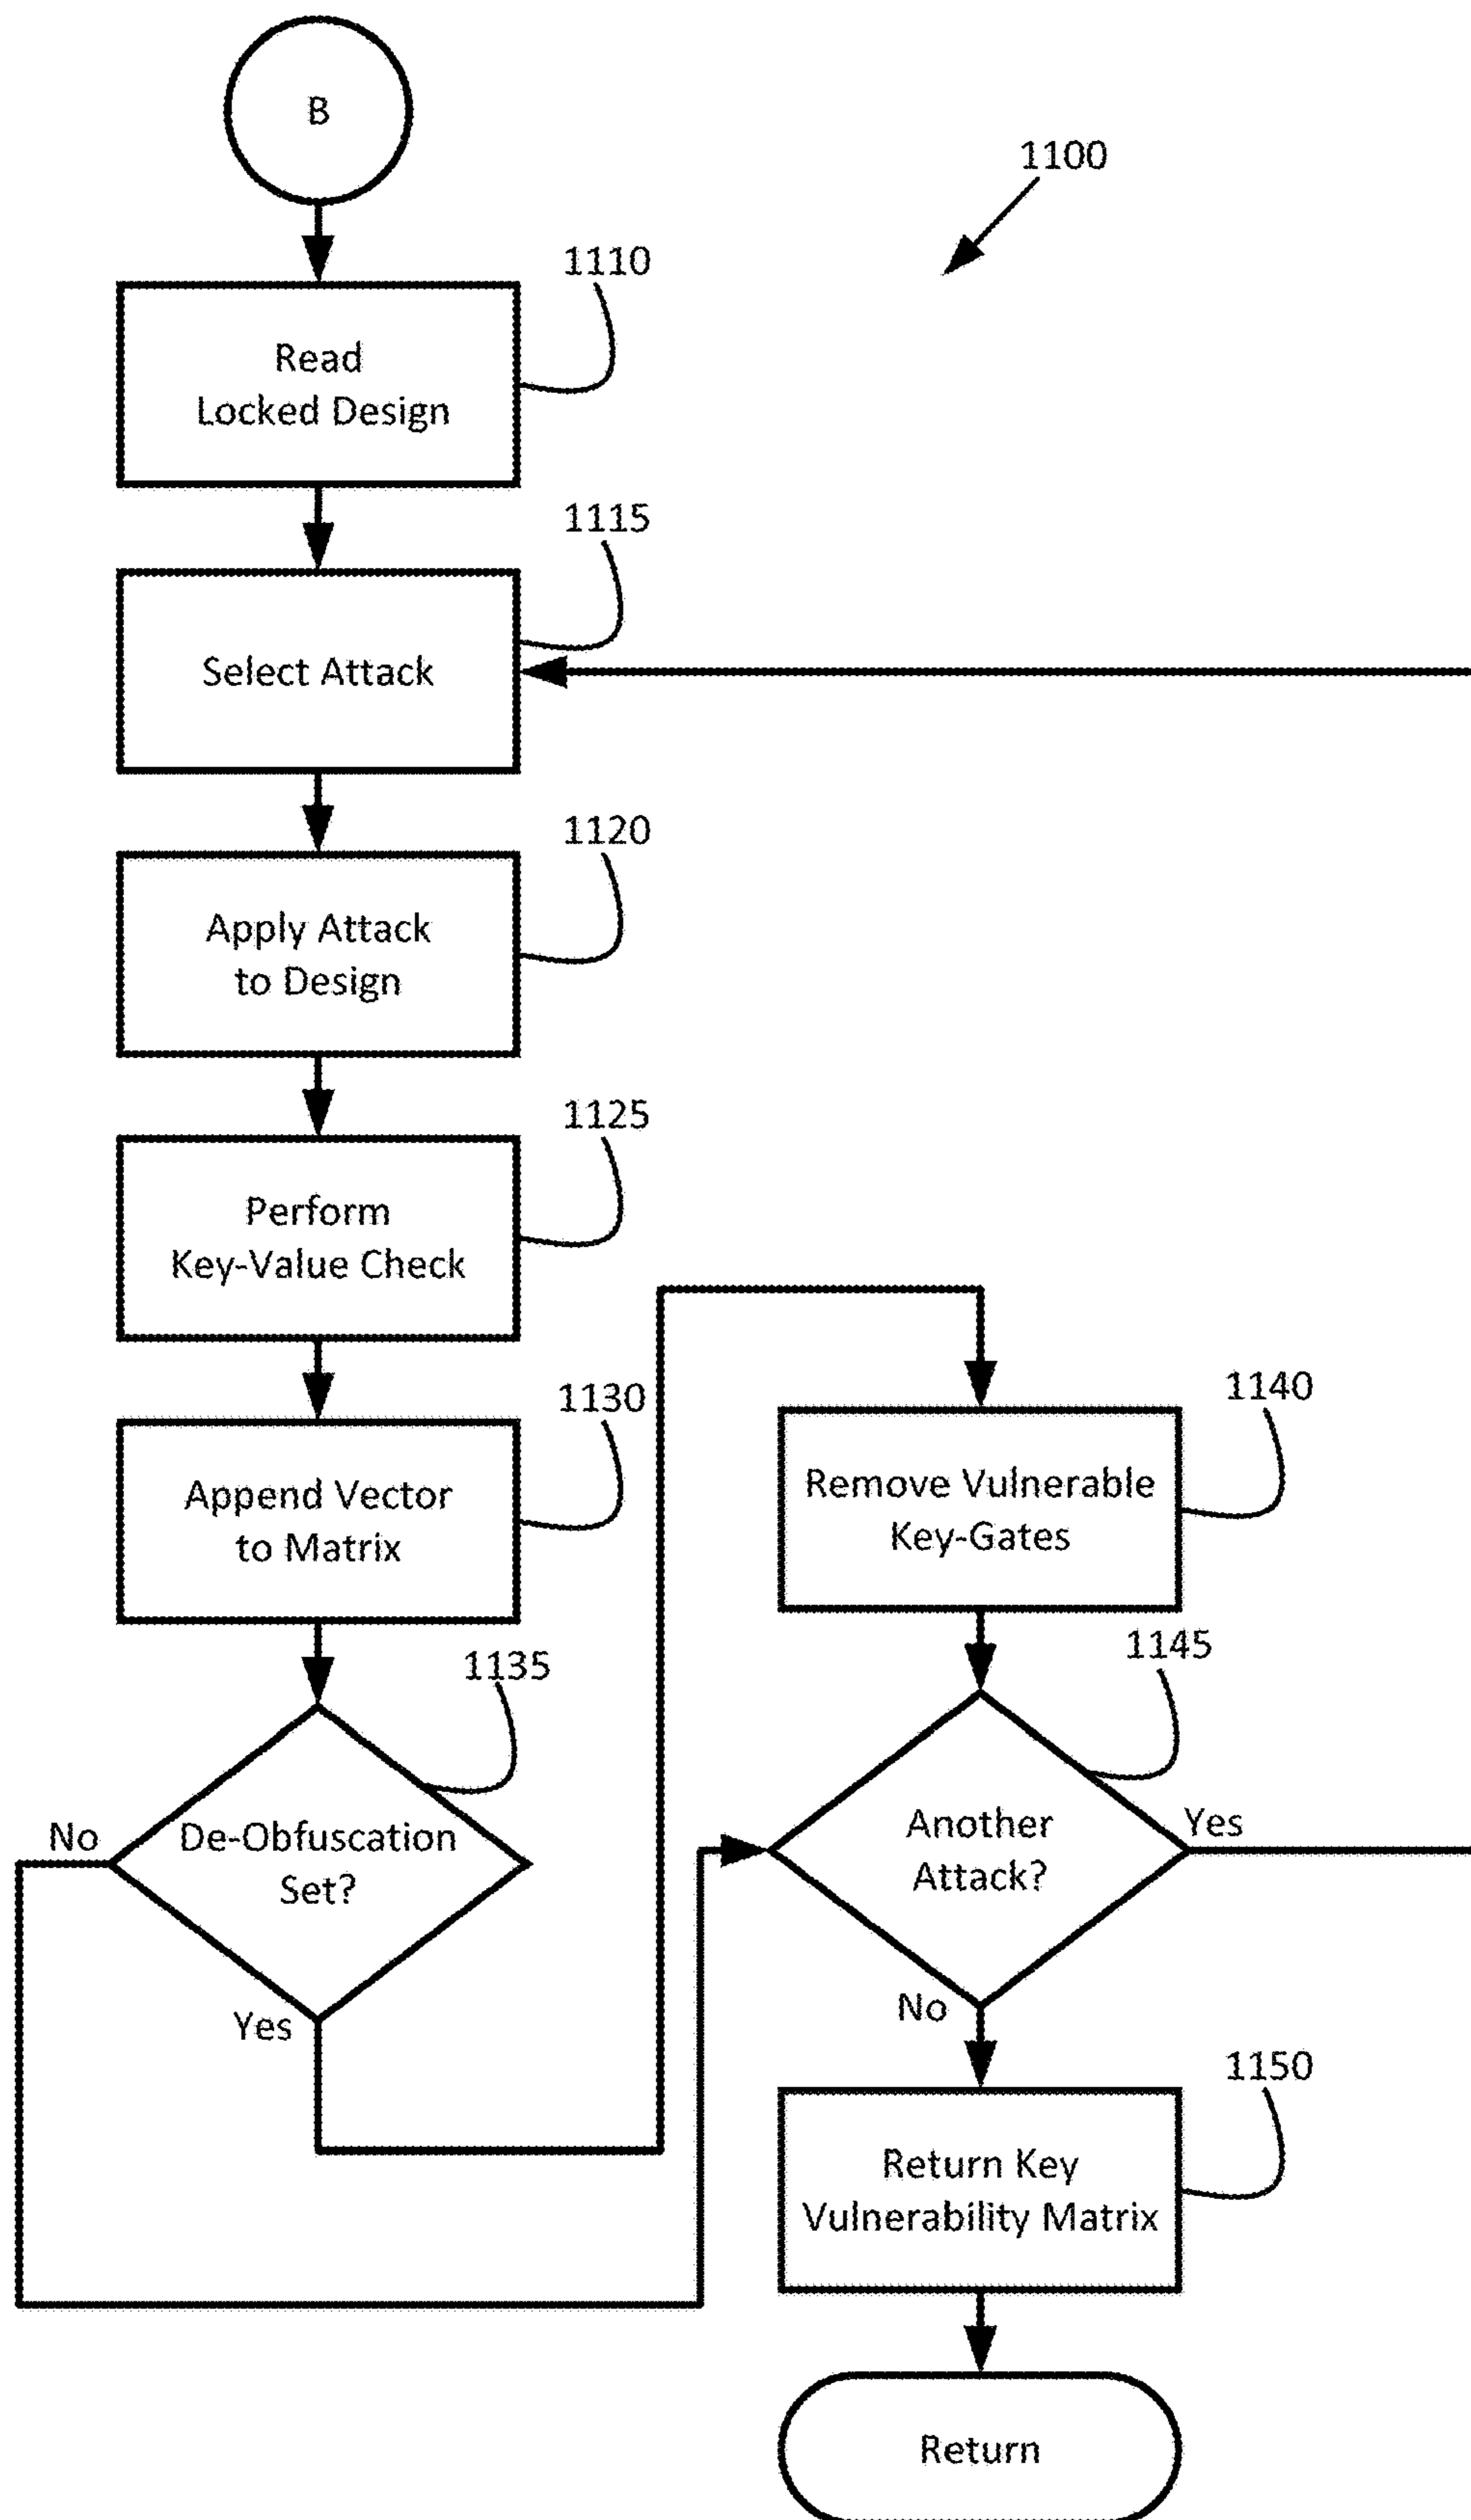 B
1100
1110
Read
Locked Design
1115
Select Attack
1120
Apply Attack
to Design
1125
Perform
Key-Value Check
1130
Append Vector
to Matrix
1135
De-Obfuscation
Set?
No
Yes
1140
Remove Vulnerable
Key-Gates
1145
Another
Attack?
Yes
No
1150
Return Key
Vulnerability Matrix
Return